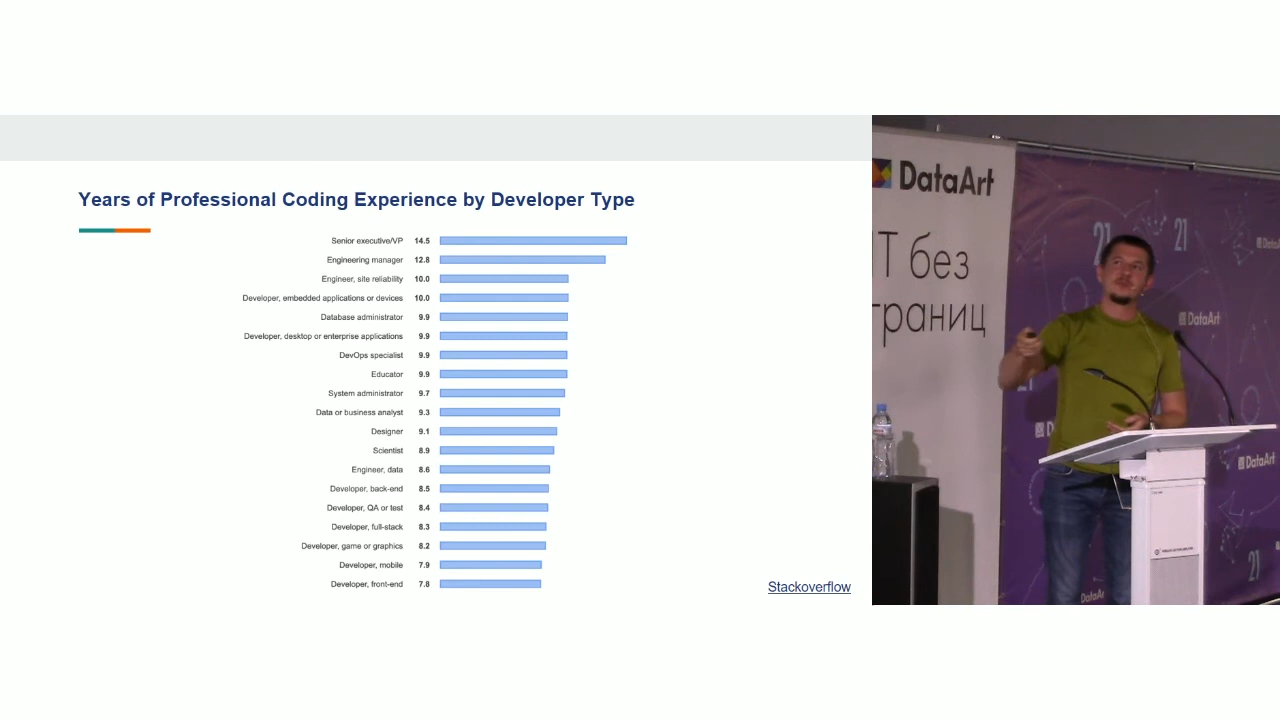 Years of Professional Coding Experience by Developer Type
Senior executive/VP 14.5
Engineering manager 12.8
Engineer, site reliability 10.0
Developer, embedded applications or devices 10.0
Database administrator 9.9
Developer, desktop or enterprise applications 9.9
DevOps specialist 9.9
Educator 9.9
System administrator 9.7
Data or business analyst 9.3
Designer 9.1
Scientist 8.9
Engineer, data 8.6
Developer, back-end 8.5
Developer, QA or test 8.4
Developer, full-stack 8.3
Developer, game or graphics 8.2
Developer, mobile 7.9
Developer, front-end 7.8
Stackoverflow
DataArt
IT без
границ
21
21
DataArt
DataArt
DataArt
21
DataArt